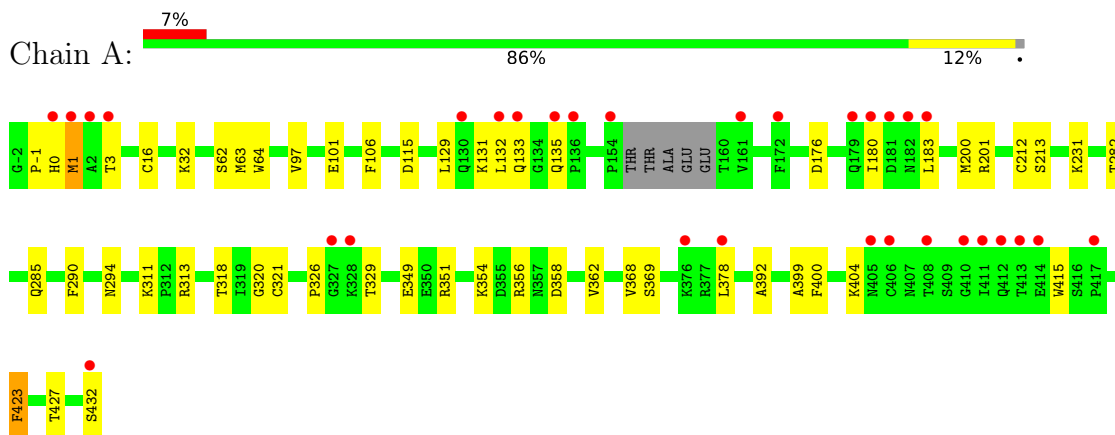 7%
Chain A:
86% 12% .
G-2 P-1 H0 M1 A2 T3 C16 K32 S62 M63 W64 V97 E101 F106 D115 L129 Q130 K131 L132 Q133 G134 Q135 P136 P154 THR THR ALA GLU GLU T160 V161 F172 D176 Q179 I180 D181 N182 L183 M200 R201 C212 S213 K231
Q285 F290 N294 K311 P312 R313 T318 I319 G320 C321 P326 G327 K328 T329 E349 E350 R351 K354 D355 R356 N357 D358 V362 V368 S369 K376 R377 L378 A392 A399 F400 K404 N405 C406 N407 T408 S409 G410 I411 Q412 T413 E414 W415 S416 P417
F423 T427 S432